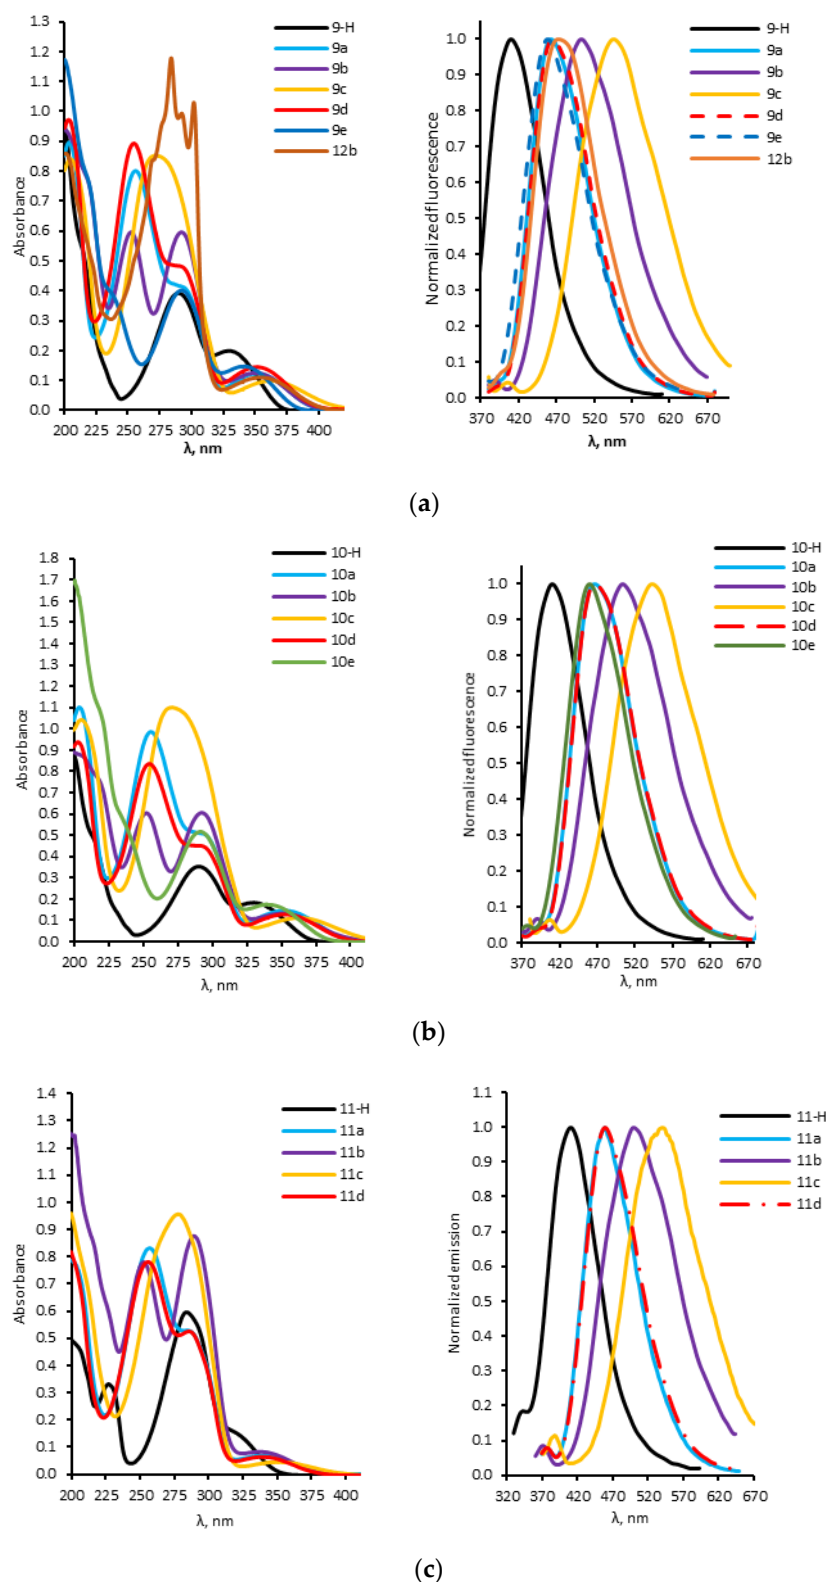 1.3
1.2
1.1
1.0
0.9
0.8
0.7
0.6
0.5
0.4
0.3
0.2
0.1
0.0
Absorbance
200 225 250 275 300 325 350 375 400
λ, nm
9-H
9a
9b
9c
9d
9e
12b
1.0
0.9
0.8
0.7
0.6
0.5
0.4
0.3
0.2
0.1
0.0
Normalized fluorescence
370 420 470 520 570 620 670
λ, nm
9-H
9a
9b
9c
9d
9e
12b
(a)
1.8
1.7
1.6
1.5
1.4
1.3
1.2
1.1
1.0
0.9
0.8
0.7
0.6
0.5
0.4
0.3
0.2
0.1
0.0
Absorbance
200 225 250 275 300 325 350 375 400
λ, nm
10-H
10a
10b
10c
10d
10e
1.0
0.9
0.8
0.7
0.6
0.5
0.4
0.3
0.2
0.1
0.0
Normalized fluorescence
370 420 470 520 570 620 670
λ, nm
10-H
10a
10b
10c
10d
10e
(b)
1.4
1.3
1.2
1.1
1.0
0.9
0.8
0.7
0.6
0.5
0.4
0.3
0.2
0.1
0.0
Absorbance
200 225 250 275 300 325 350 375 400
λ, nm
11-H
11a
11b
11c
11d
1.1
1.0
0.9
0.8
0.7
0.6
0.5
0.4
0.3
0.2
0.1
0.0
Normalized emission
320 370 420 470 520 570 620 670
λ, nm
11-H
11a
11b
11c
11d
(c)